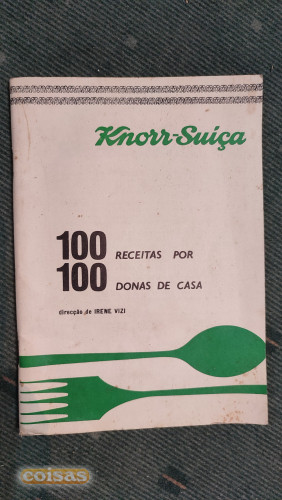 Knorr-Suiça
100 RECEITAS POR
100 DONAS DE CASA
direcção de IRENE VIZI
coisas